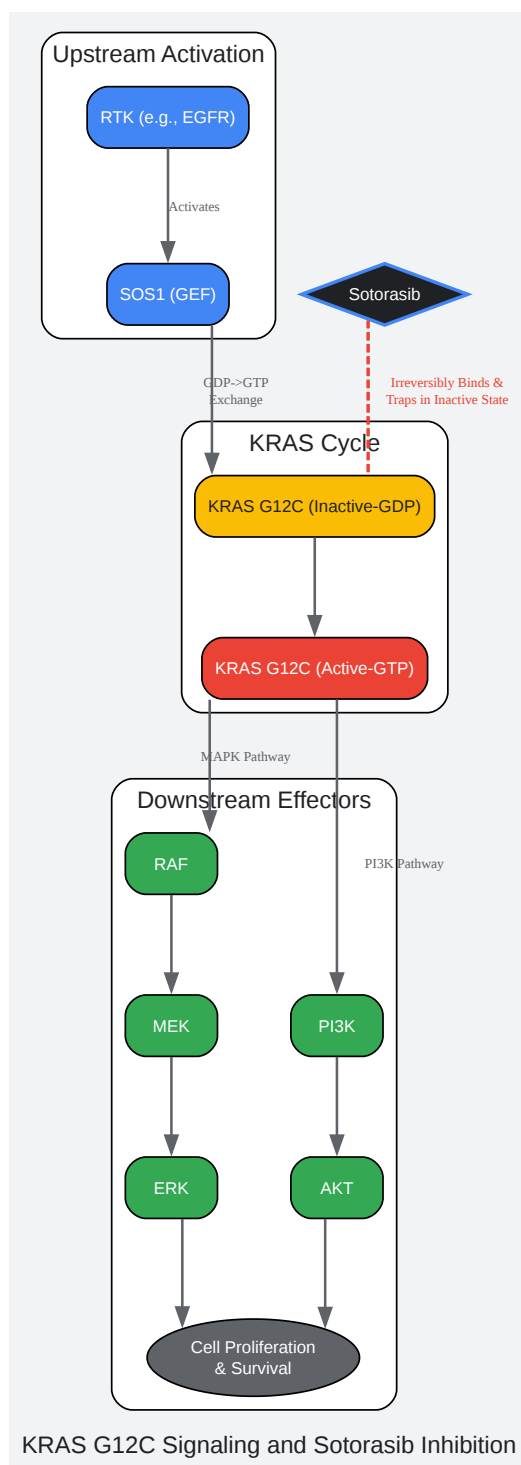 Upstream Activation
RTK (e.g., EGFR)
Activates
SOS1 (GEF)
Sotorasib
GDP->GTP
Exchange
Irreversibly Binds &
Traps in Inactive State
KRAS Cycle
KRAS G12C (Inactive-GDP)
KRAS G12C (Active-GTP)
MAPK Pathway
Downstream Effectors
RAF
PI3K Pathway
MEK
PI3K
ERK
AKT
Cell Proliferation
& Survival
KRAS G12C Signaling and Sotorasib Inhibition